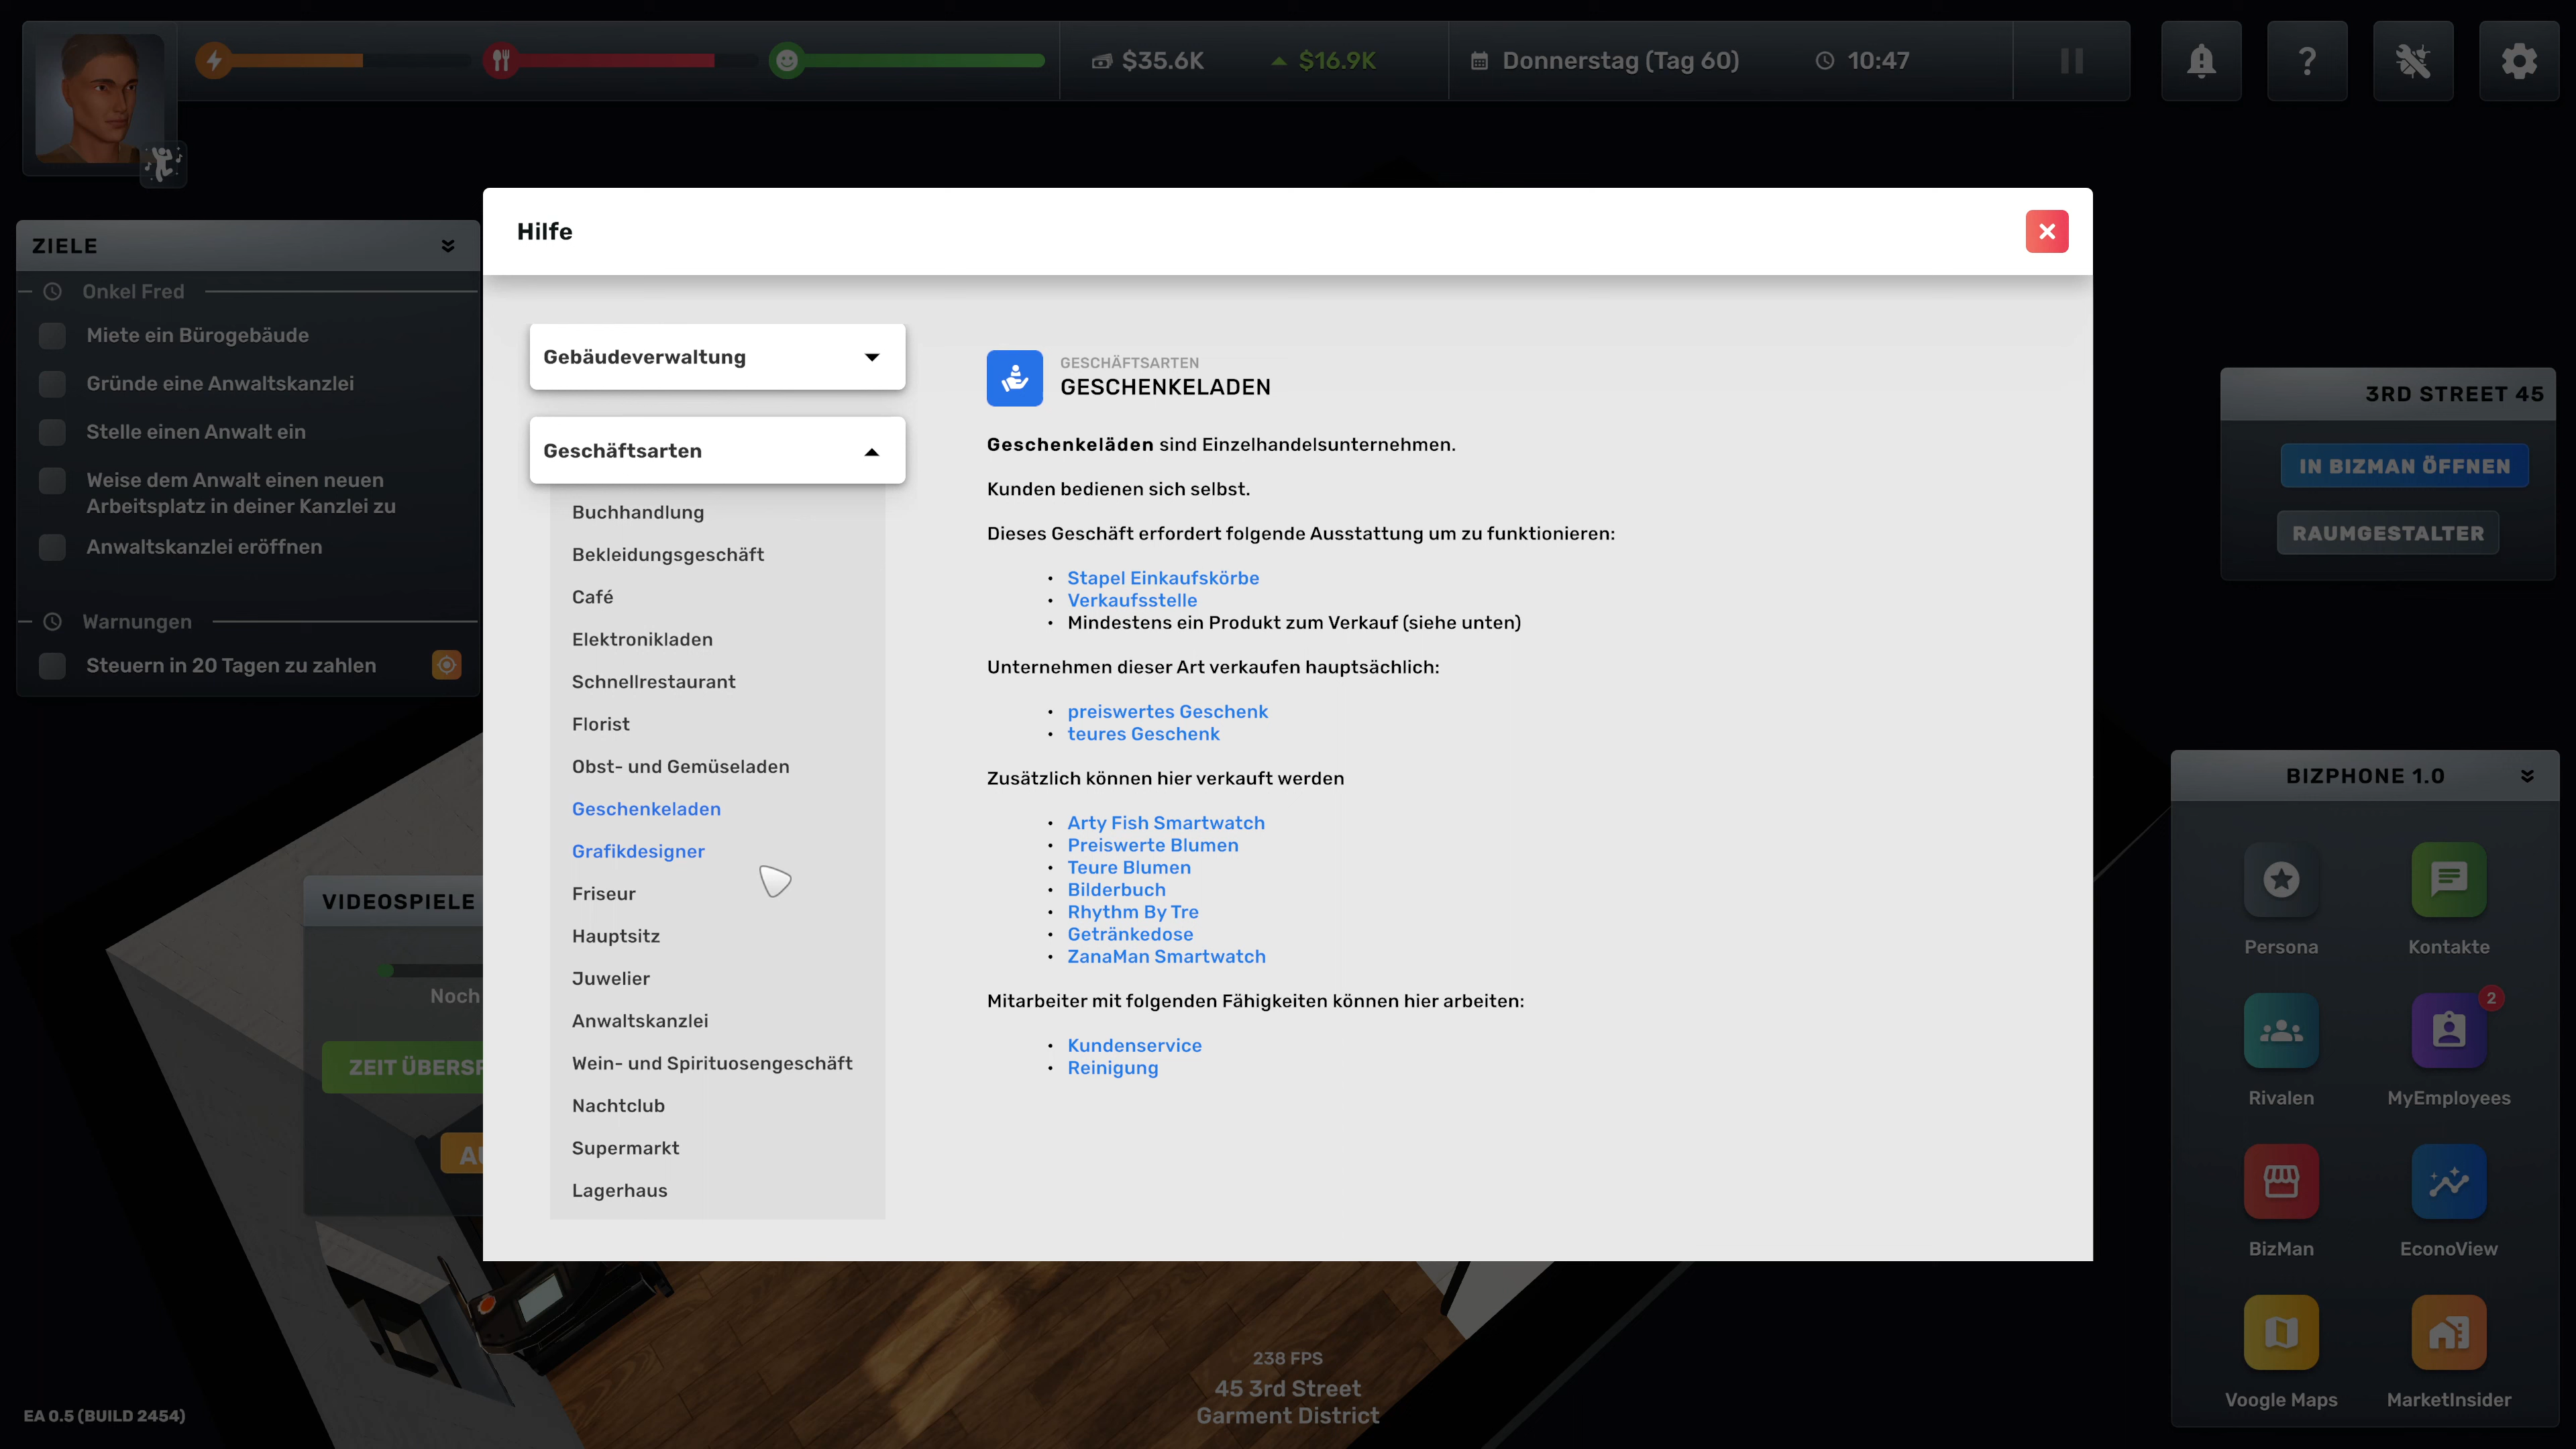 $35.6K
$16.9K
Donnerstag (Tag 60)
10:47
?
ZIELE
Onkel Fred
Miete ein Bürogebäude
Gründe eine Anwaltskanzlei
Stelle einen Anwalt ein
Weise dem Anwalt einen neuen
Arbeitsplatz in deiner Kanzlei zu
Anwaltskanzlei eröffnen
Warnungen
Steuern in 20 Tagen zu zahlen
VIDEOSPIELE
Noch
ZEIT ÜBERSP
AU
Hilfe
Gebäudeverwaltung
Geschäftsarten
Buchhandlung
Bekleidungsgeschäft
Café
Elektronikladen
Schnellrestaurant
Florist
Obst- und Gemüseladen
Geschenkeladen
Grafikdesigner
Friseur
Hauptsitz
Juwelier
Anwaltskanzlei
Wein- und Spirituosengeschäft
Nachtclub
Supermarkt
Lagerhaus
GESCHÄFTSARTEN
GESCHENKELADEN
Geschenkeläden sind Einzelhandelsunternehmen.
Kunden bedienen sich selbst.
Dieses Geschäft erfordert folgende Ausstattung um zu funktionieren:
• Stapel Einkaufskörbe
• Verkaufsstelle
• Mindestens ein Produkt zum Verkauf (siehe unten)
Unternehmen dieser Art verkaufen hauptsächlich:
• preiswertes Geschenk
• teures Geschenk
Zusätzlich können hier verkauft werden
• Arty Fish Smartwatch
• Preiswerte Blumen
• Teure Blumen
• Bilderbuch
• Rhythm By Tre
• Getränkedose
• ZanaMan Smartwatch
Mitarbeiter mit folgenden Fähigkeiten können hier arbeiten:
• Kundenservice
• Reinigung
3RD STREET 45
IN BIZMAN ÖFFNEN
RAUMGESTALTER
BIZPHONE 1.0
Persona
Kontakte
2
Rivalen
MyEmployees
BizMan
EconoView
Voogle Maps
MarketInsider
238 FPS
45 3rd Street
Garment District
EA 0.5 (BUILD 2454)